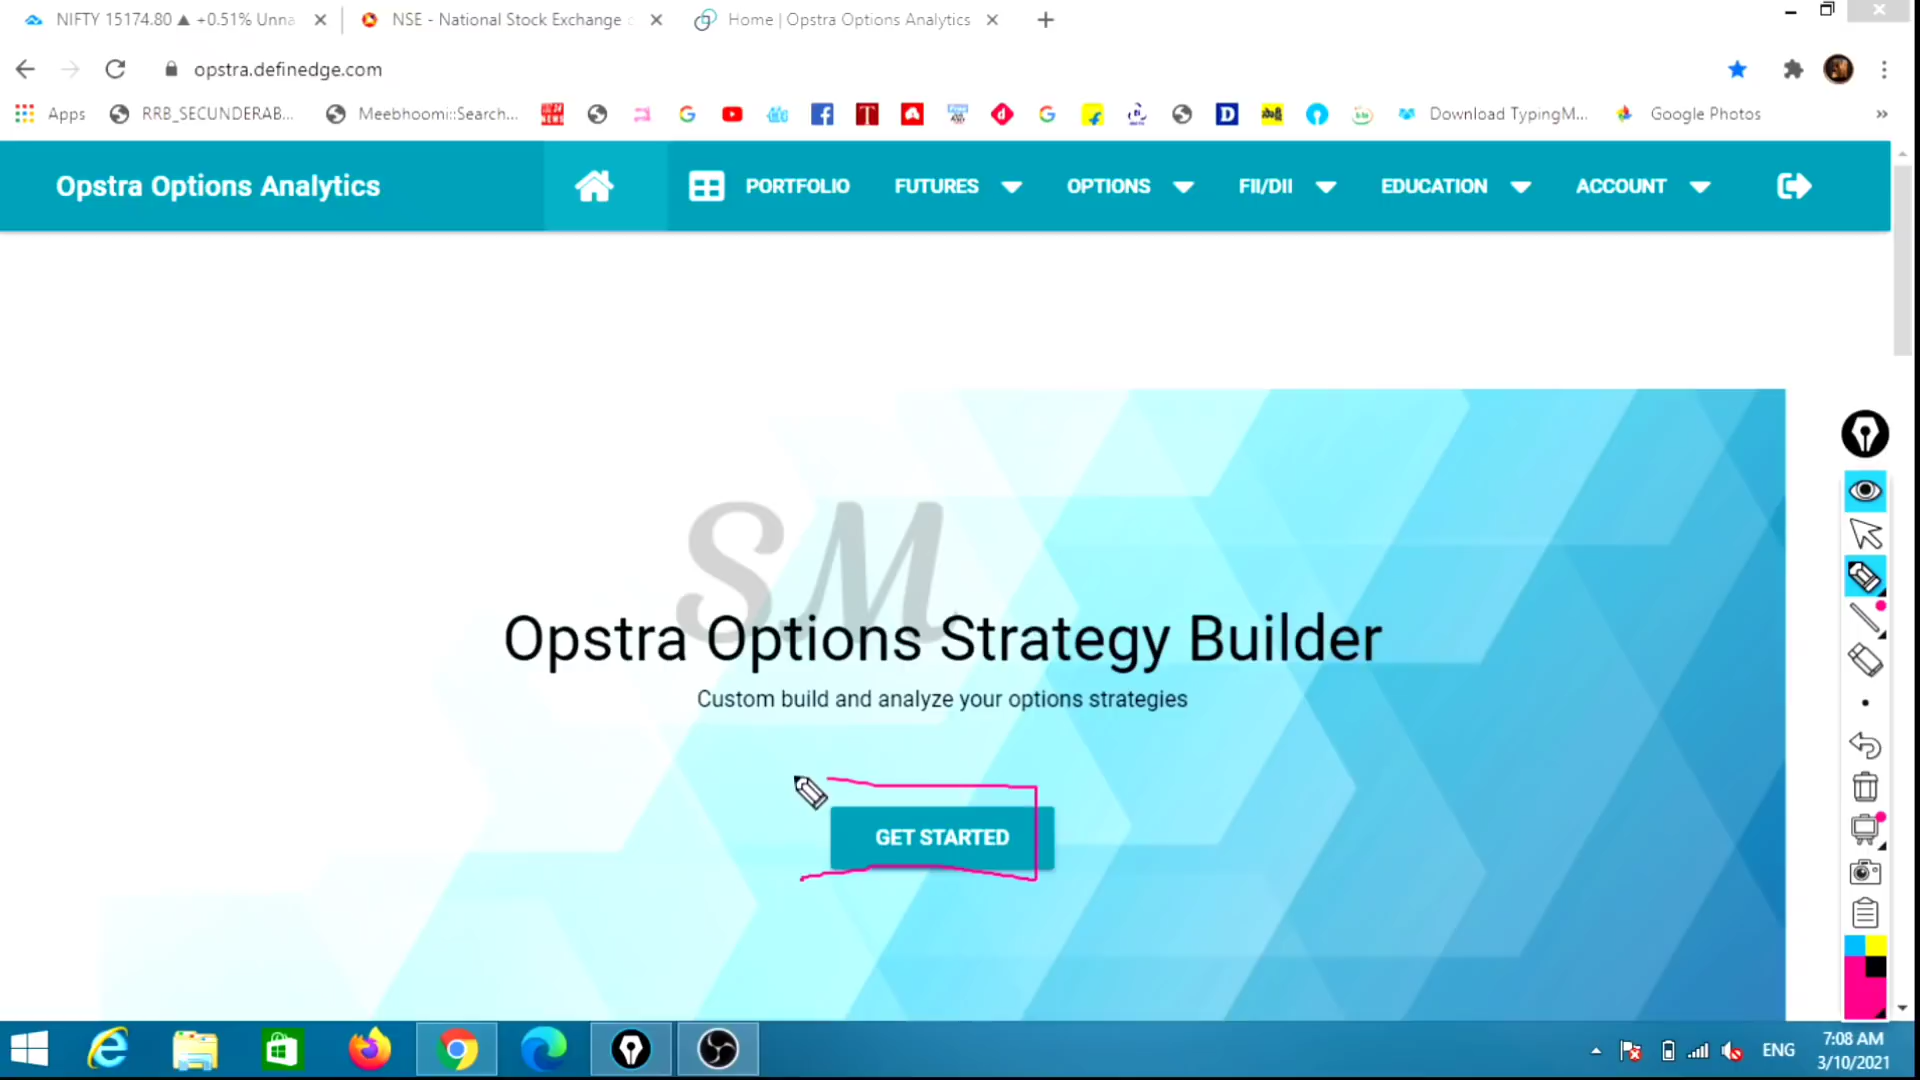 NIFTY 15174.80 ▲ +0.51% Unna
NSE - National Stock Exchange
Home | Opstra Options Analytics
opstra.definedge.com
Apps
RRB_SECUNDERAB...
Meebhoomi::Search...
Download TypingM...
Google Photos
»
Opstra Options Analytics
PORTFOLIO
FUTURES
OPTIONS
FII/DII
EDUCATION
ACCOUNT
SM
Opstra Options Strategy Builder
Custom build and analyze your options strategies
GET STARTED
ENG
7:08 AM
3/10/2021